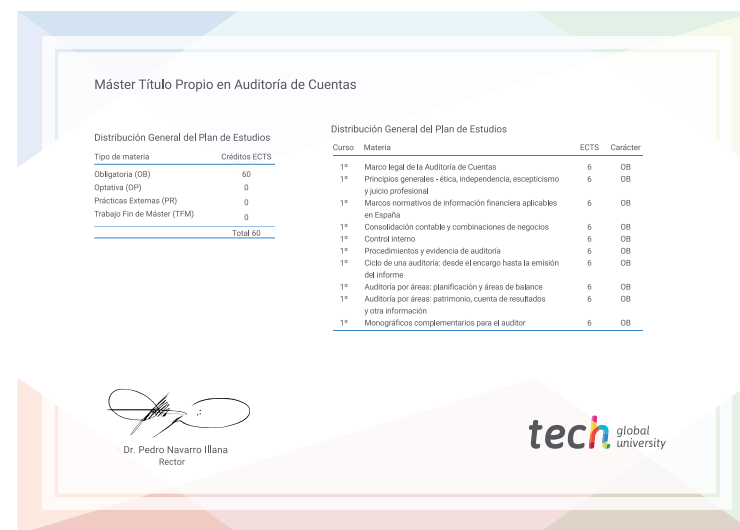 Máster Título Propio en Auditoría de Cuentas
Distribución General del Plan de Estudios
Tipo de materia Créditos ECTS
Obligatoria (OB) 60
Optativa (OP) 0
Prácticas Externas (PR) 0
Trabajo Fin de Máster (TFM) 0
Total 60
Distribución General del Plan de Estudios
Curso Materia ECTS Carácter
1º Marco legal de la Auditoría de Cuentas 6 OB
1º Principios generales - ética, independencia, escepticismo 6 OB
y juicio profesional
1º Marcos normativos de información financiera aplicables 6 OB
en España
1º Consolidación contable y combinaciones de negocios 6 OB
1º Control interno 6 OB
1º Procedimientos y evidencia de auditoría 6 OB
1º Ciclo de una auditoría: desde el encargo hasta la emisión 6 OB
del informe
1º Auditoría por áreas: planificación y áreas de balance 6 OB
1º Auditoría por áreas: patrimonio, cuenta de resultados 6 OB
y otra información
1º Monográficos complementarios para el auditor 6 OB
Dr. Pedro Navarro Illana
Rector
tech global
university